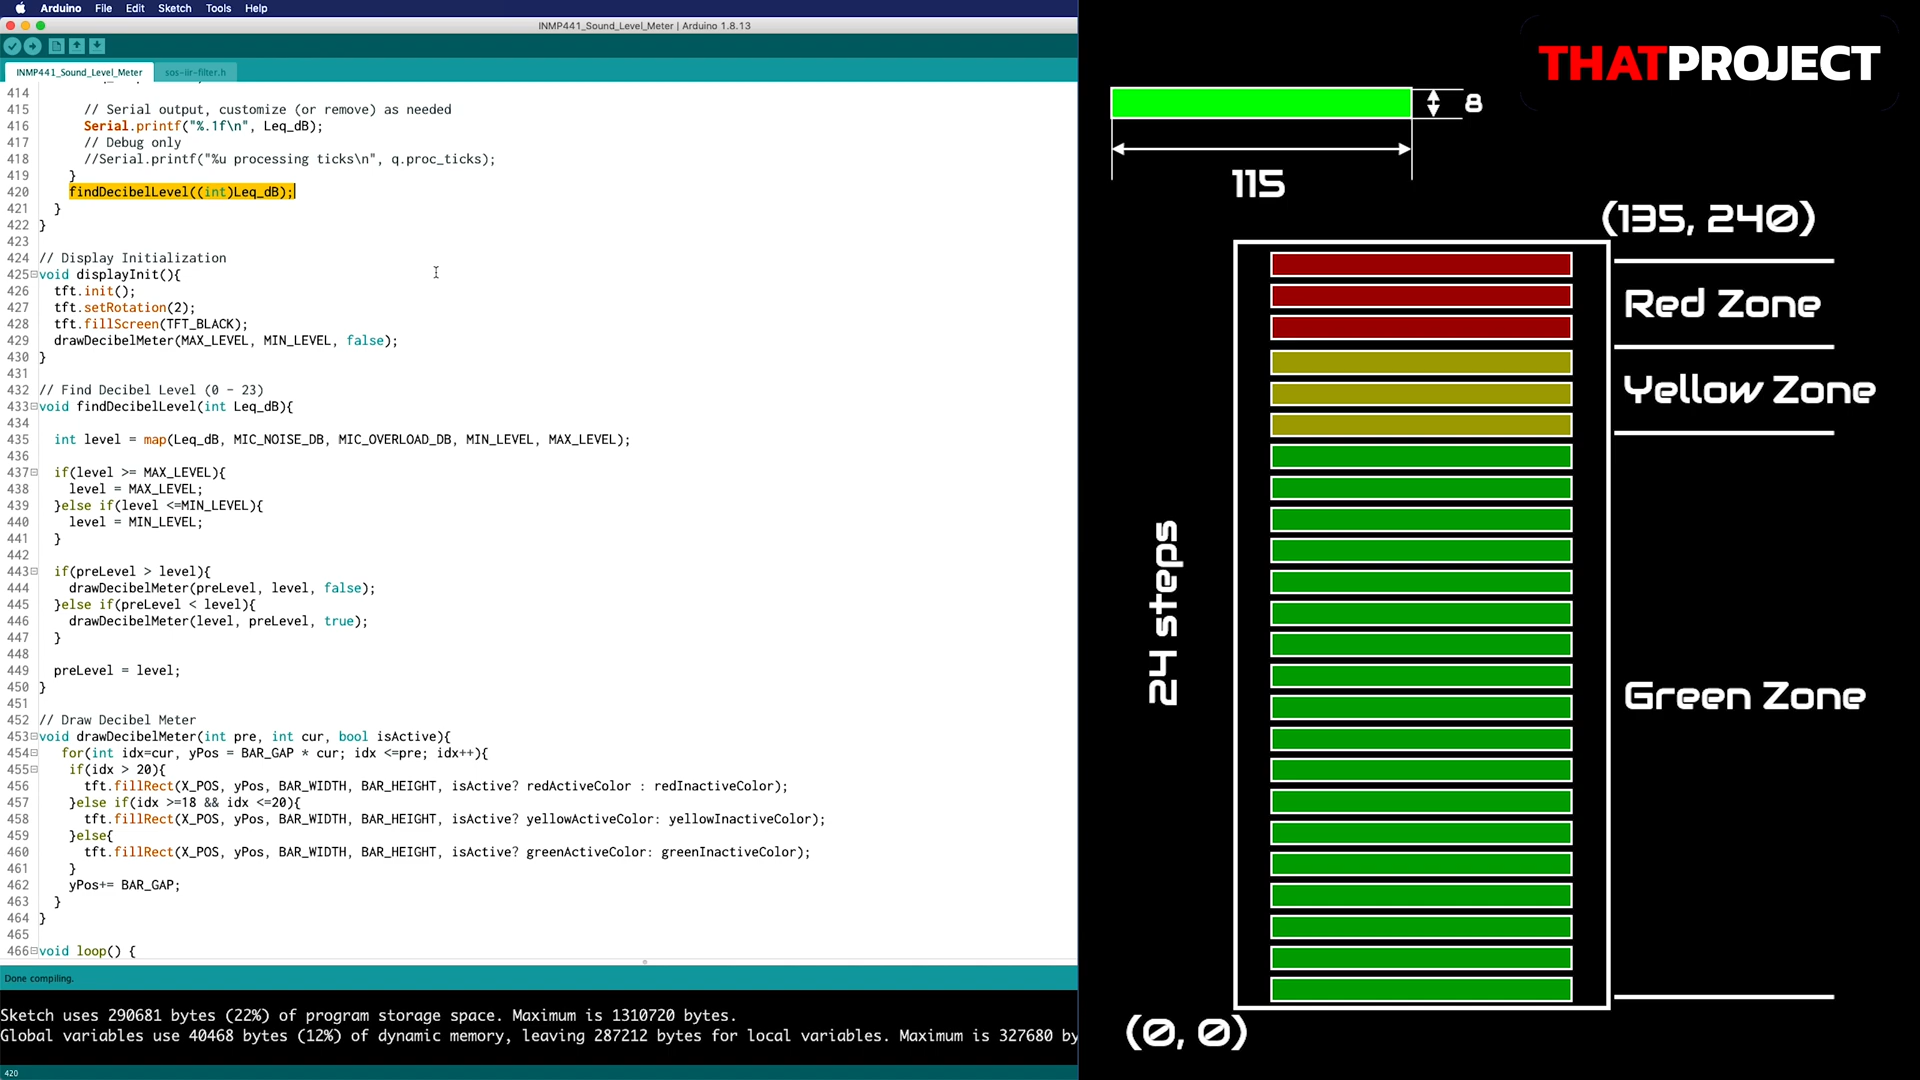 Arduino File Edit Sketch Tools Help
INMP441_Sound_Level_Meter | Arduino 1.8.13
INMP441_Sound_Level_Meter sos-iir-filter.h
414
415 // Serial output, customize (or remove) as needed
416 Serial.printf("%.1f\n", Leq_dB);
417 // Debug only
418 //Serial.printf("%u processing ticks\n", q.proc_ticks);
419 }
420 findDecibelLevel((int)Leq_dB);
421 }
422 }
423
424 // Display Initialization
425 void displayInit(){
426 tft.init();
427 tft.setRotation(2);
428 tft.fillScreen(TFT_BLACK);
429 drawDecibelMeter(MAX_LEVEL, MIN_LEVEL, false);
430 }
431
432 // Find Decibel Level (0 - 23)
433 void findDecibelLevel(int Leq_dB){
434
435 int level = map(Leq_dB, MIC_NOISE_DB, MIC_OVERLOAD_DB, MIN_LEVEL, MAX_LEVEL);
436
437 if(level >= MAX_LEVEL){
438 level = MAX_LEVEL;
439 }else if(level <=MIN_LEVEL){
440 level = MIN_LEVEL;
441 }
442
443 if(preLevel > level){
444 drawDecibelMeter(preLevel, level, false);
445 }else if(preLevel < level){
446 drawDecibelMeter(level, preLevel, true);
447 }
448
449 preLevel = level;
450 }
451
452 // Draw Decibel Meter
453 void drawDecibelMeter(int pre, int cur, bool isActive){
454 for(int idx=cur, yPos = BAR_GAP * cur; idx <=pre; idx++){
455 if(idx > 20){
456 tft.fillRect(X_POS, yPos, BAR_WIDTH, BAR_HEIGHT, isActive? redActiveColor : redInactiveColor);
457 }else if(idx >=18 && idx <=20){
458 tft.fillRect(X_POS, yPos, BAR_WIDTH, BAR_HEIGHT, isActive? yellowActiveColor: yellowInactiveColor);
459 }else{
460 tft.fillRect(X_POS, yPos, BAR_WIDTH, BAR_HEIGHT, isActive? greenActiveColor: greenInactiveColor);
461 }
462 yPos+= BAR_GAP;
463 }
464 }
465
466 void loop() {
Done compiling.
Sketch uses 290681 bytes (22%) of program storage space. Maximum is 1310720 bytes.
Global variables use 40468 bytes (12%) of dynamic memory, leaving 287212 bytes for local variables. Maximum is 327680 by
420
THATPROJECT
8
115
(135, 240)
Red Zone
Yellow Zone
24 steps
Green Zone
(0, 0)